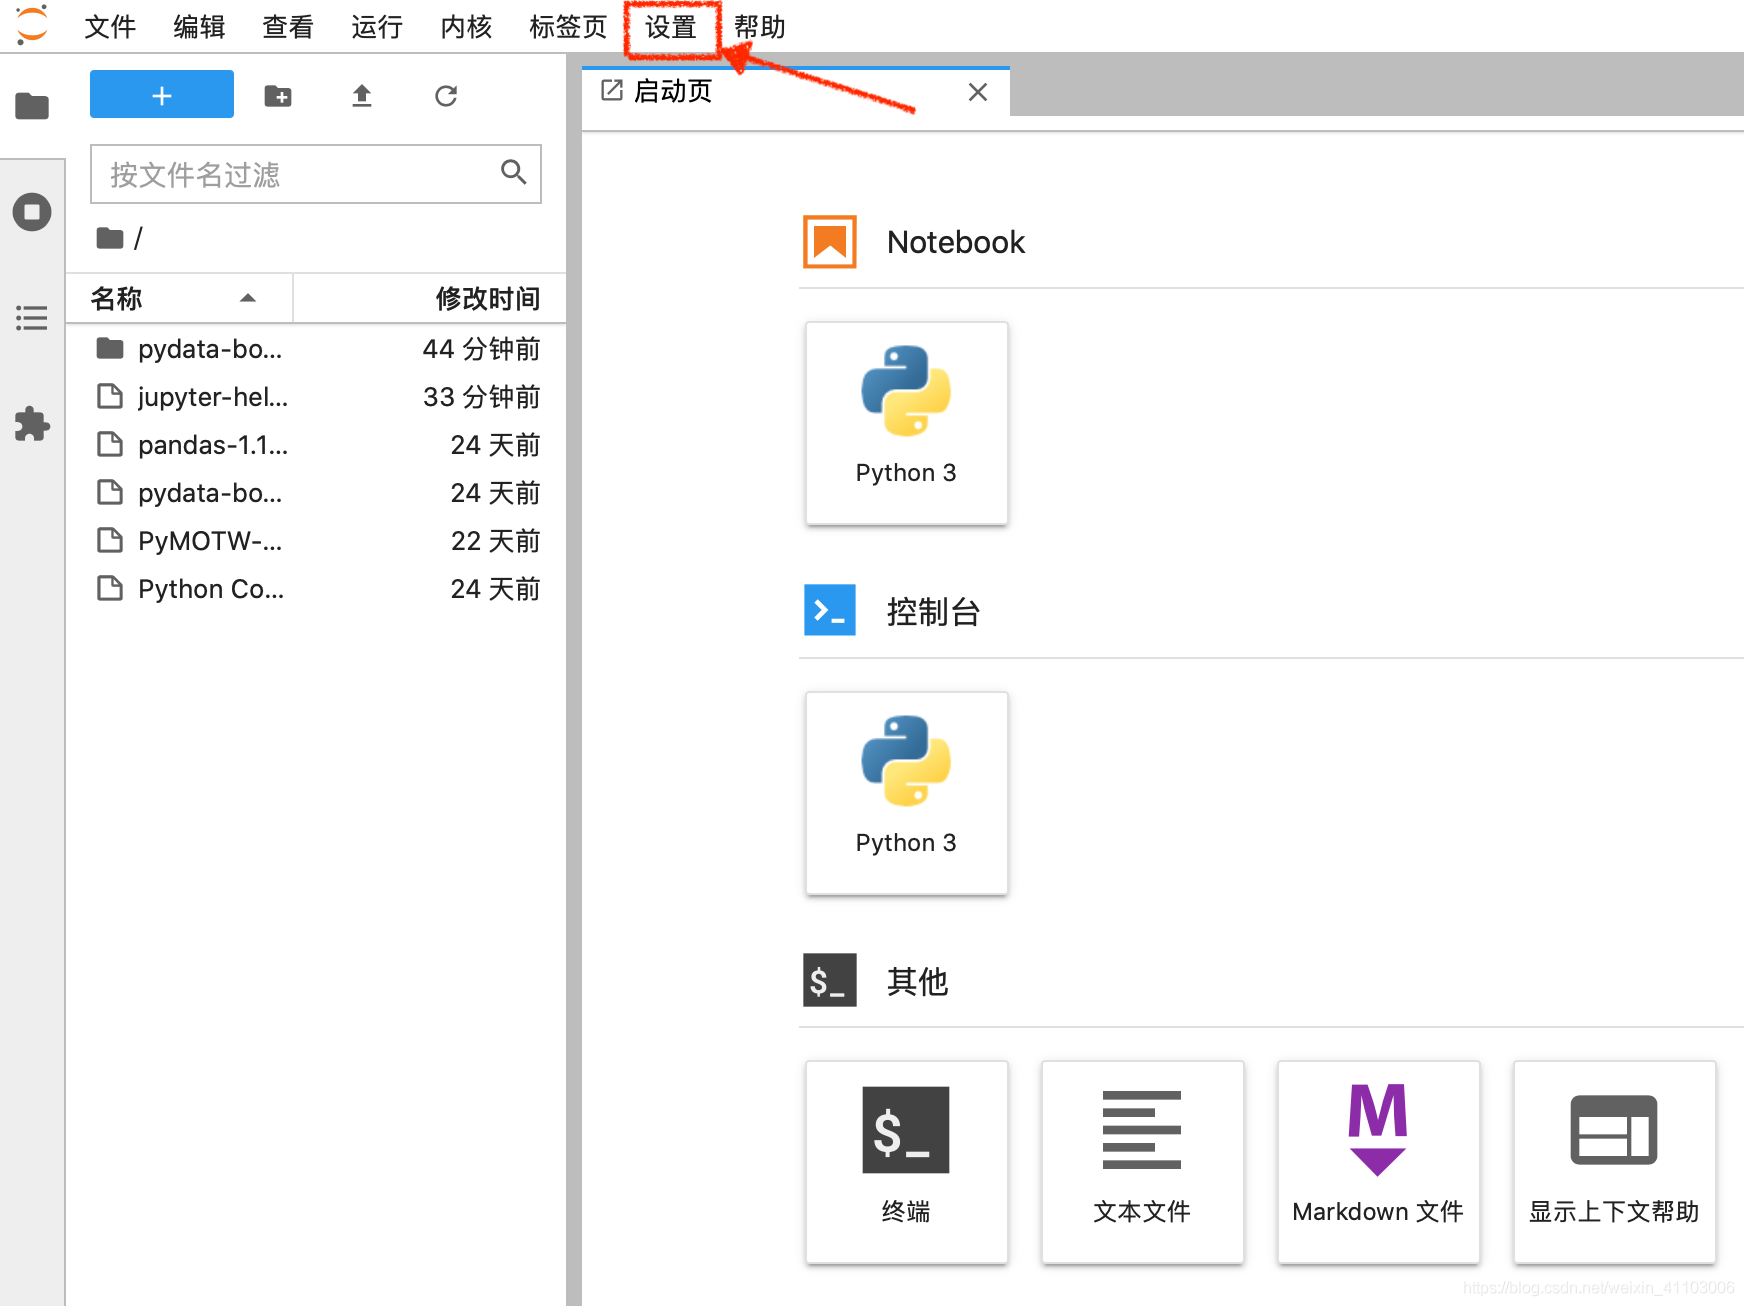 文件 编辑 查看 运行 内核 标签页 设置 帮助
启动页
按文件名过滤
/
名称 修改时间
pydata-bo... 44 分钟前
jupyter-hel... 33 分钟前
pandas-1.1... 24 天前
pydata-bo... 24 天前
PyMOTW-... 22 天前
Python Co... 24 天前
Notebook
Python 3
控制台
Python 3
$_ 其他
$_
终端
文本文件
M
Markdown 文件
显示上下文帮助
https://blog.csdn.net/weixin_41103006